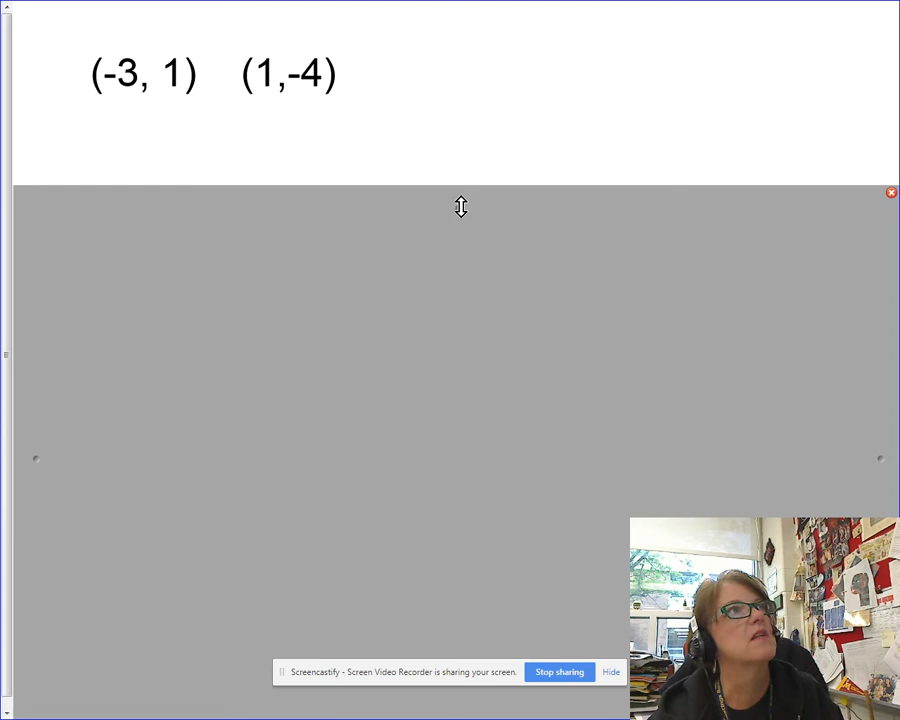 (-3, 1) (1,-4)
Screencastify - Screen Video Recorder is sharing your screen. Stop sharing Hide